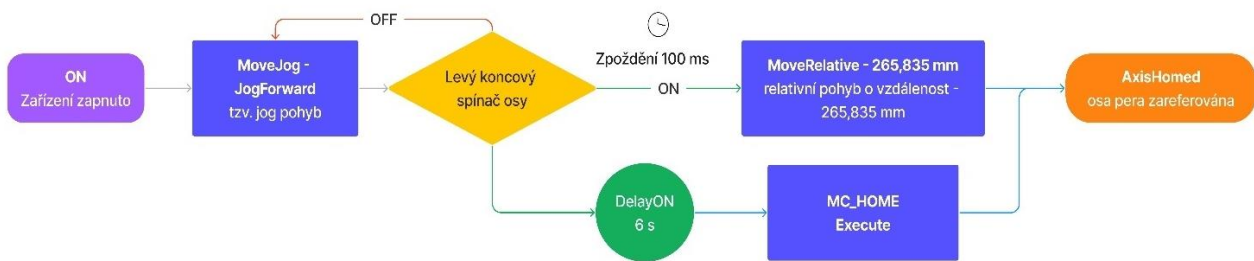 ON
Zařízení zapnuto
MoveJog -
JogForward
tzv. jog pohyb
OFF
Levý koncový
spínač osy
Zpoždění 100 ms
ON
MoveRelative - 265,835 mm
relativní pohyb o vzdálenost -
265,835 mm
AxisHomed
osa pera zareferována
DelayON
6 s
MC_HOME
Execute